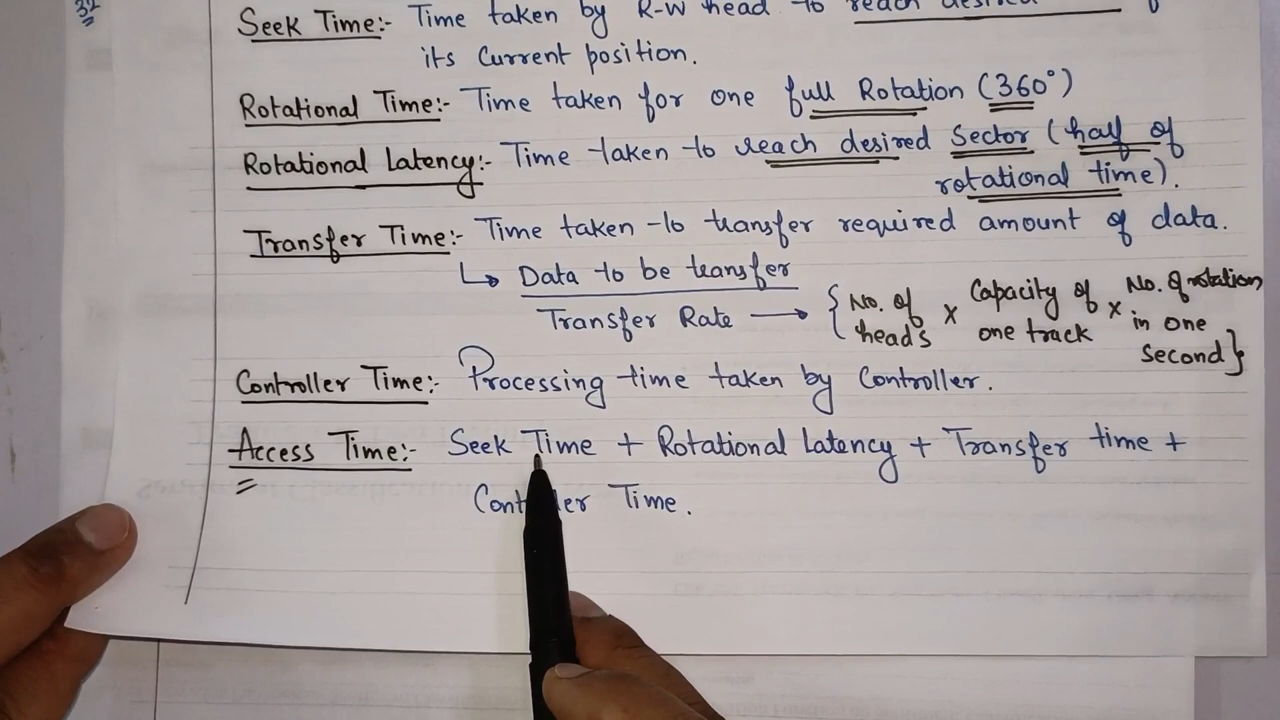 32
Seek Time:- Time taken by R-W head to reach desired
its Current position.
Rotational Time:- Time taken for one full Rotation (360°)
Rotational Latency:- Time taken to reach desired Sector (half of
rotational time).
Transfer Time:- Time taken to transfer required amount of data.
↳ Data to be transfer
Transfer Rate → { No. of heads × Capacity of one track × No. of rotation in one second }
Controller Time:- Processing time taken by Controller.
Access Time:- Seek Time + Rotational Latency + Transfer time +
Controller Time.